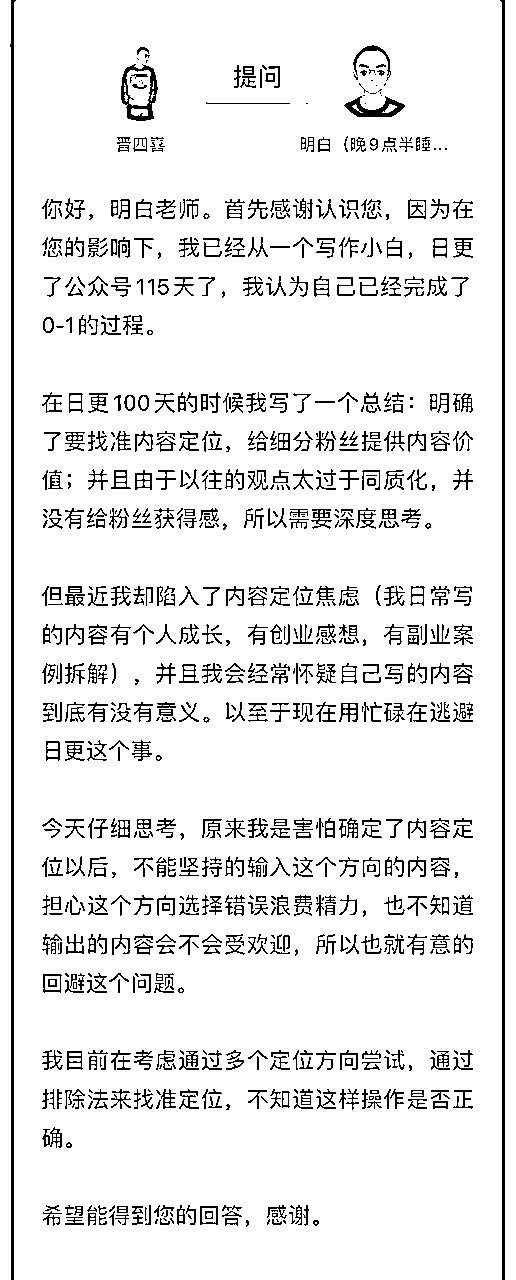 提问
晋四嵞
明白（晚9点半睡...
你好，明白老师。首先感谢认识您，因为在
您的影响下，我已经从一个写作小白，日更
了公众号115天了，我认为自己已经完成了
0-1的过程。
在日更100天的时候我写了一个总结：明确
了要找准内容定位，给细分粉丝提供内容价
值；并且由于以往的观点太过于同质化，并
没有给粉丝获得感，所以需要深度思考。
但最近我却陷入了内容定位焦虑（我日常写
的内容有个人成长，有创业感想，有副业案
例拆解），并且我会经常怀疑自己写的内容
到底有没有意义。以至于现在用忙碌在逃避
日更这个事。
今天仔细思考，原来我是害怕确定了内容定
位以后，不能坚持的输入这个方向的内容，
担心这个方向选择错误浪费精力，也不知道
输出的内容会不会受欢迎，所以也就有意的
回避这个问题。
我目前在考虑通过多个定位方向尝试，通过
排除法来找准定位，不知道这样操作是否正
确。
希望能得到您的回答，感谢。